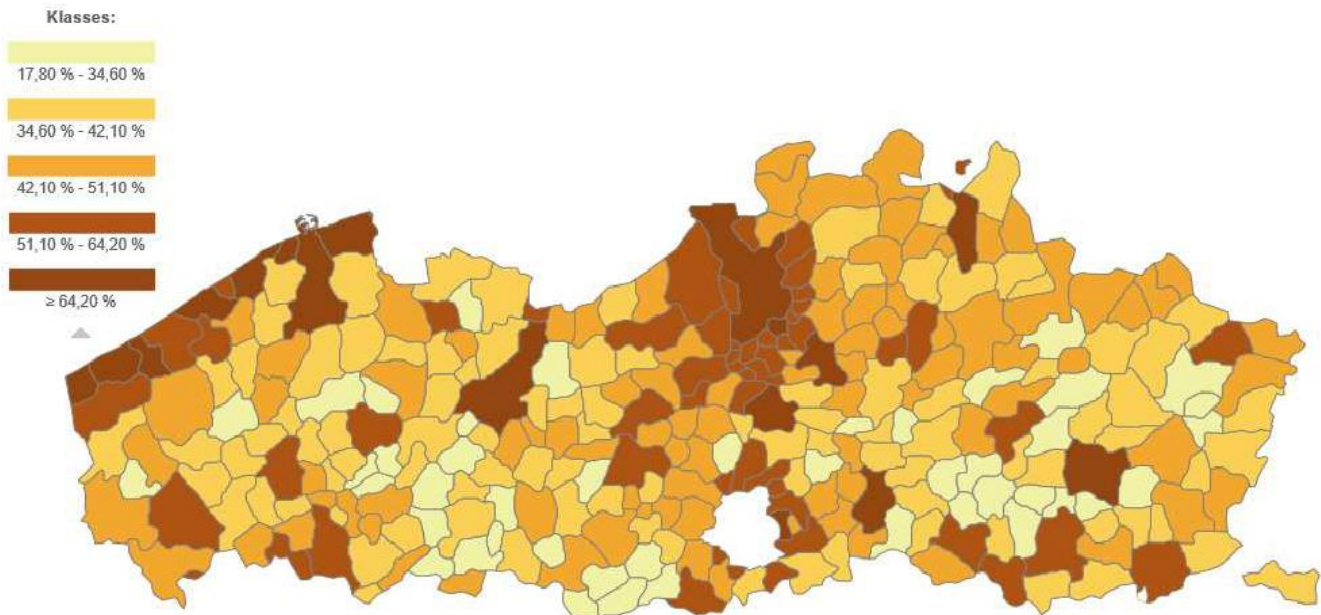 Klasses:
17,80 % - 34,60 %
34,60 % - 42,10 %
42,10 % - 51,10 %
51,10 % - 64,20 %
≥ 64,20 %